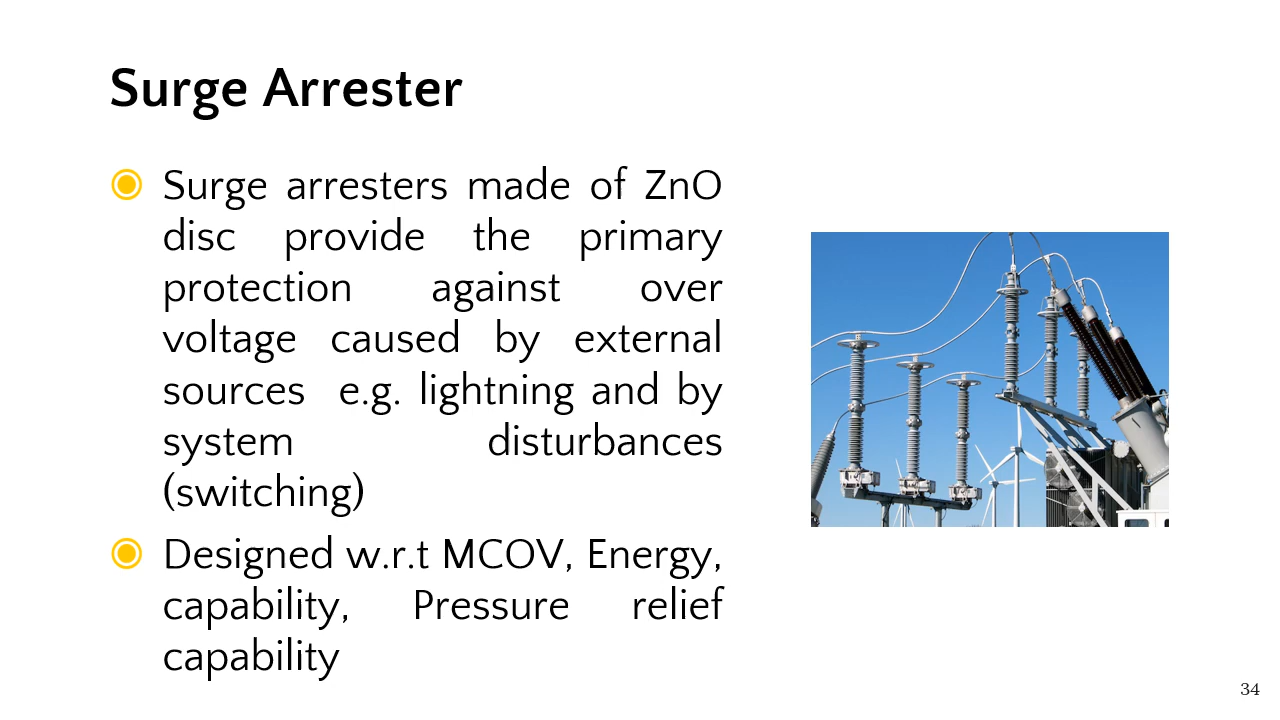 Surge Arrester
Surge arresters made of ZnO
disc provide the primary
protection against over
voltage caused by external
sources e.g. lightning and by
system disturbances
(switching)
Designed w.r.t MCOV, Energy,
capability, Pressure relief
capability
34